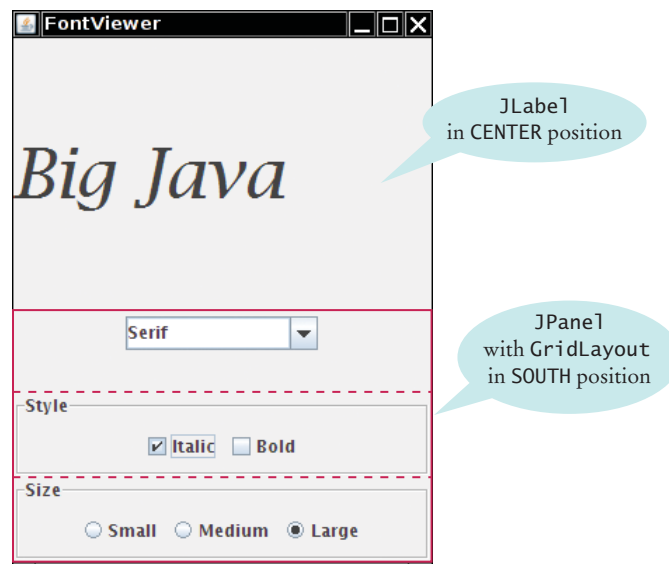 FontViewer
JLabel
in CENTER position
Big Java
Serif
JPanel
with GridLayout
in SOUTH position
Style
Italic Bold
Size
Small Medium Large